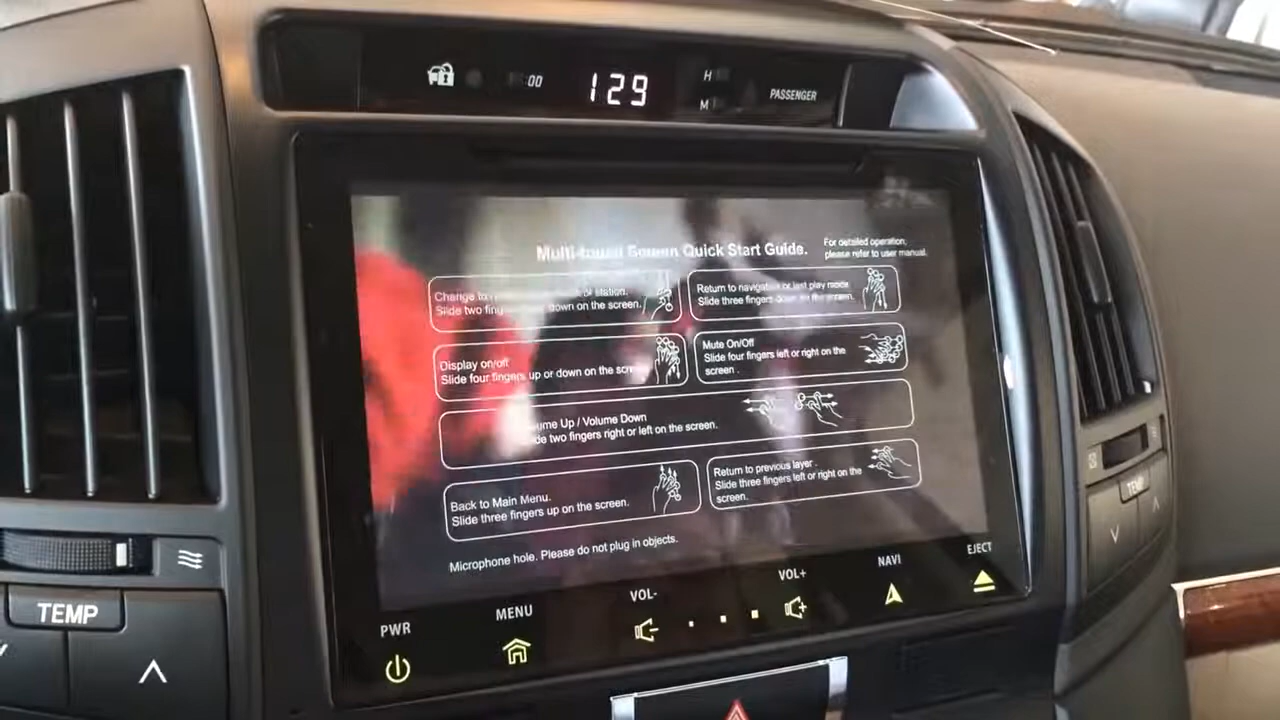 :00
129
H
M
PASSENGER
Multi-touch Screen Quick Start Guide.
For detailed operation,
please refer to user manual.
Change to station.
Slide two down on the screen.
Return to navigation or last play mode
Slide three fingers down on the screen.
Display on/off
Slide four fingers up or down on the screen
Mute On/Off
Slide four fingers left or right on the
screen .
ume Up / Volume Down
de two fingers right or left on the screen.
Back to Main Menu.
Slide three fingers up on the screen.
Return to previous layer .
Slide three fingers left or right on the
screen.
Microphone hole. Please do not plug in objects.
PWR
MENU
VOL-
VOL+
NAVI
EJECT
TEMP
TEMP